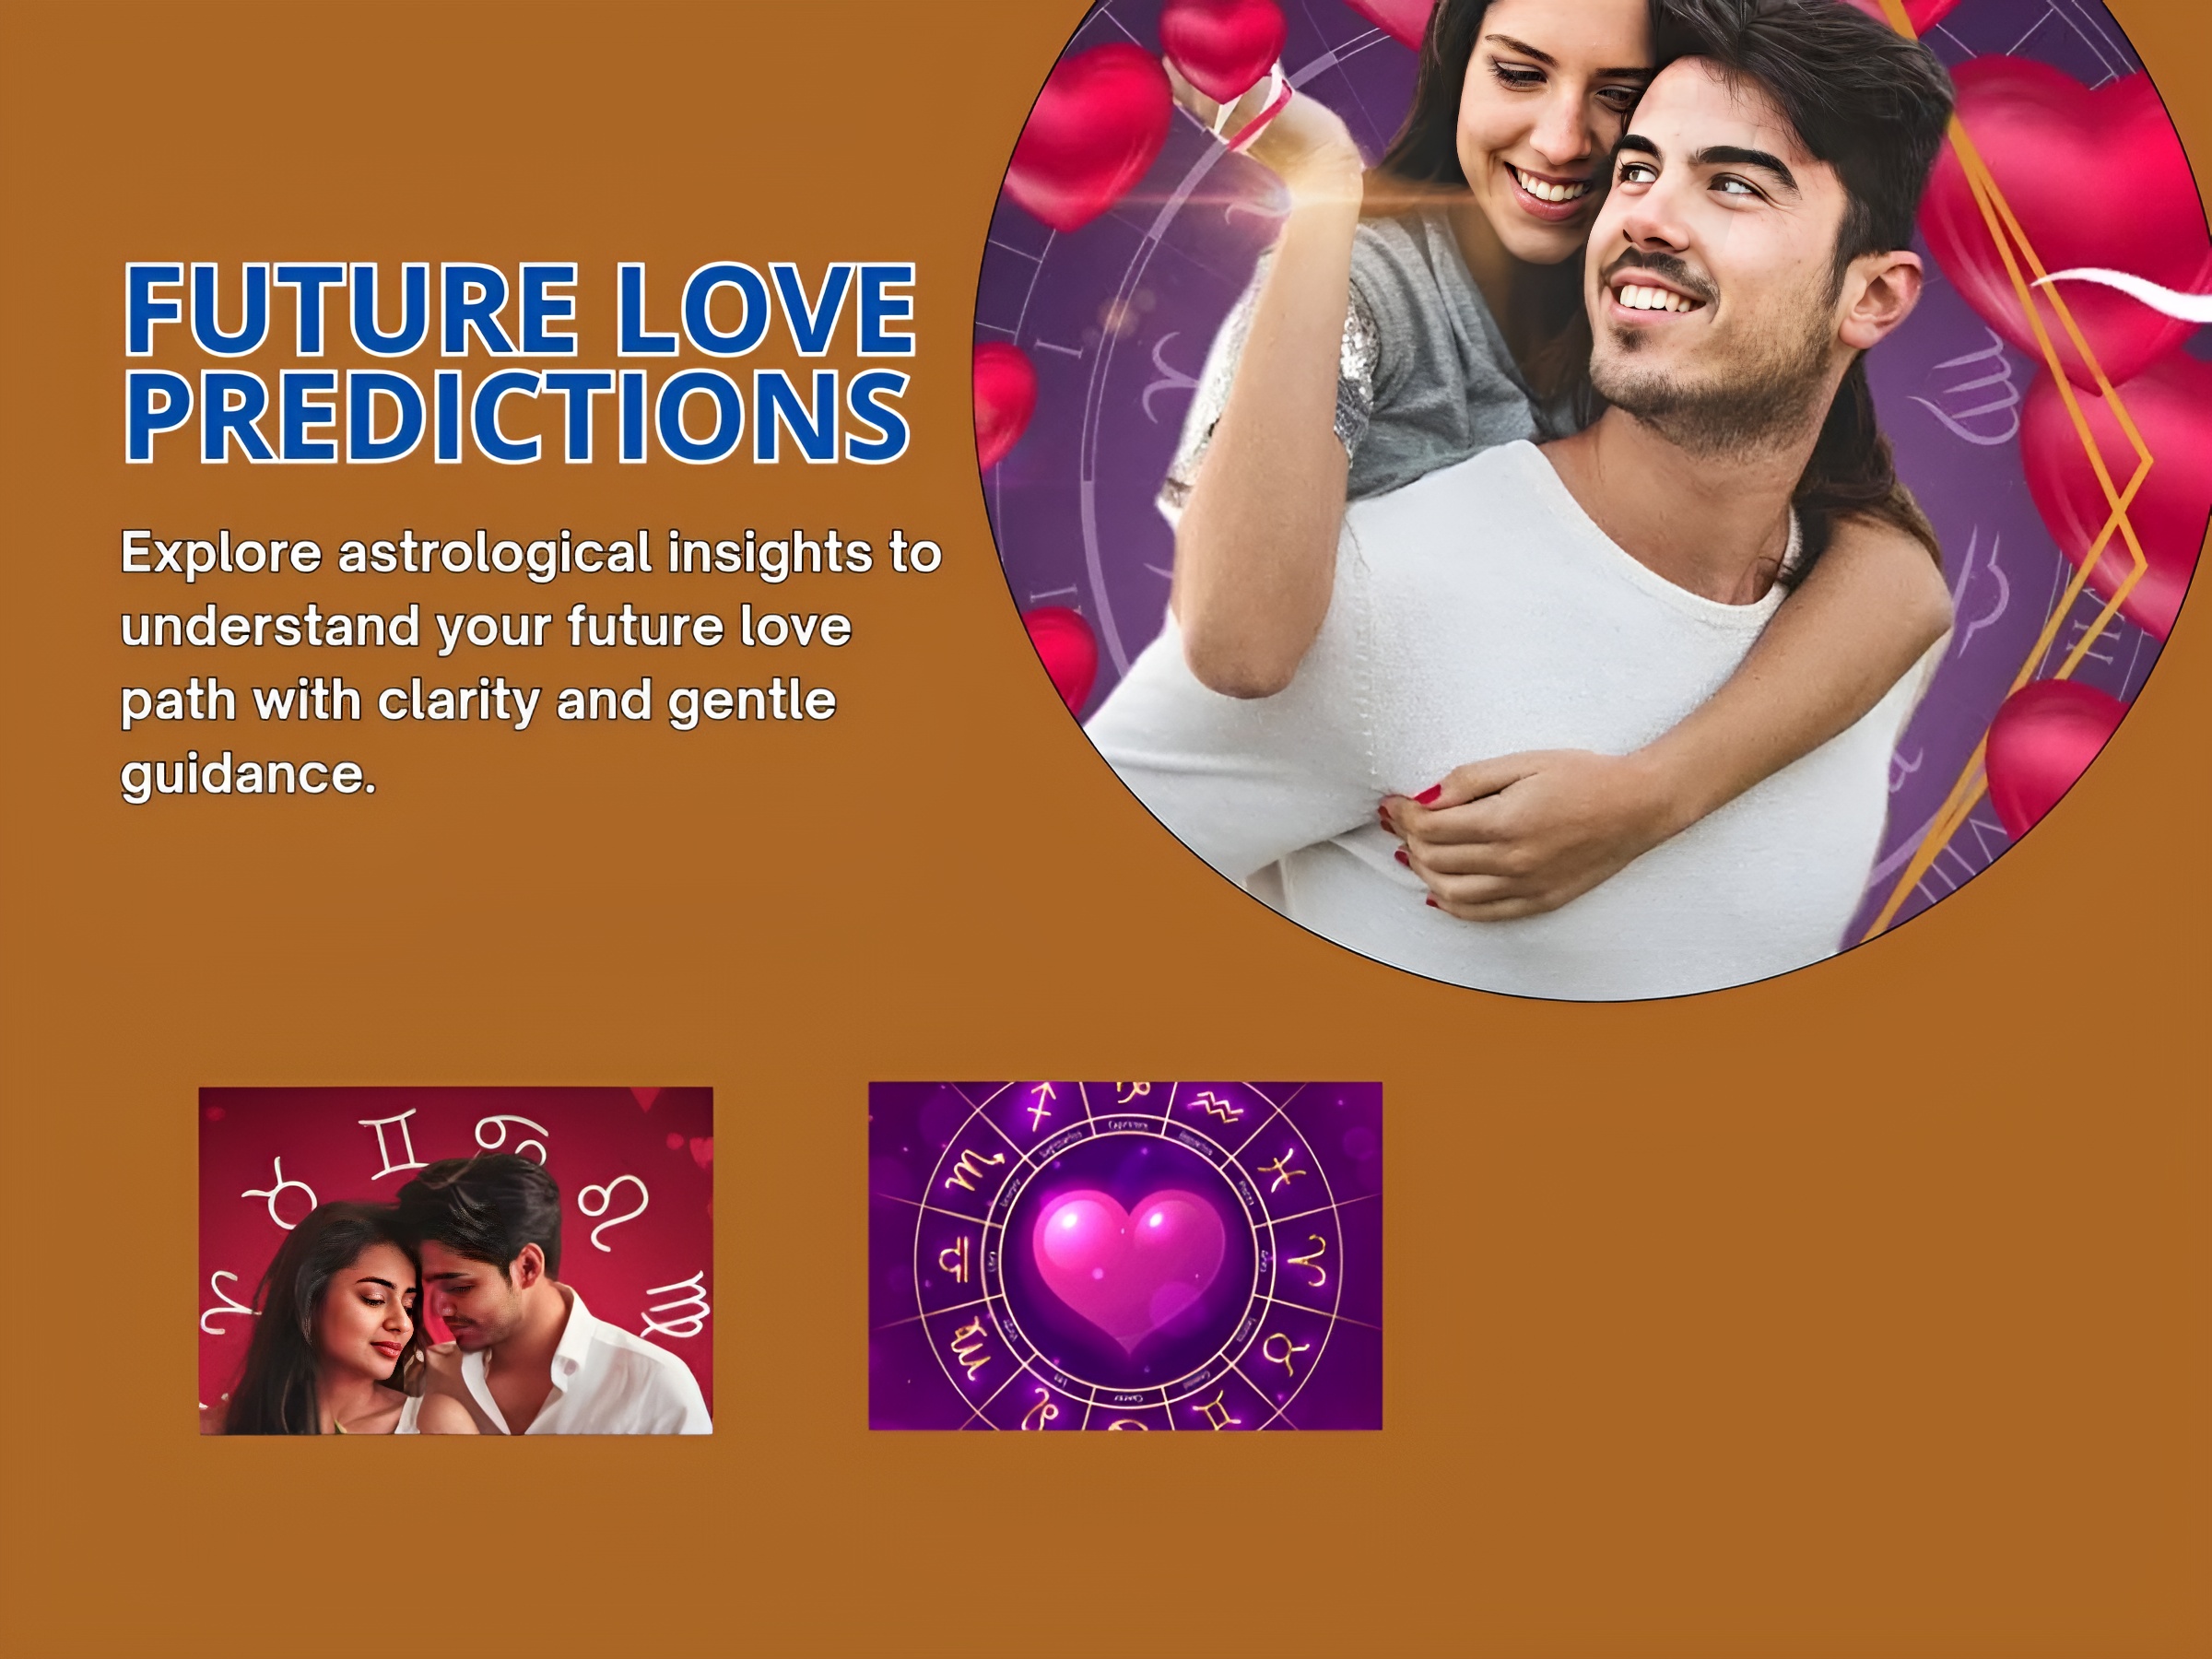 FUTURE LOVE
PREDICTIONS
Explore astrological insights to
understand your future love
path with clarity and gentle
guidance.